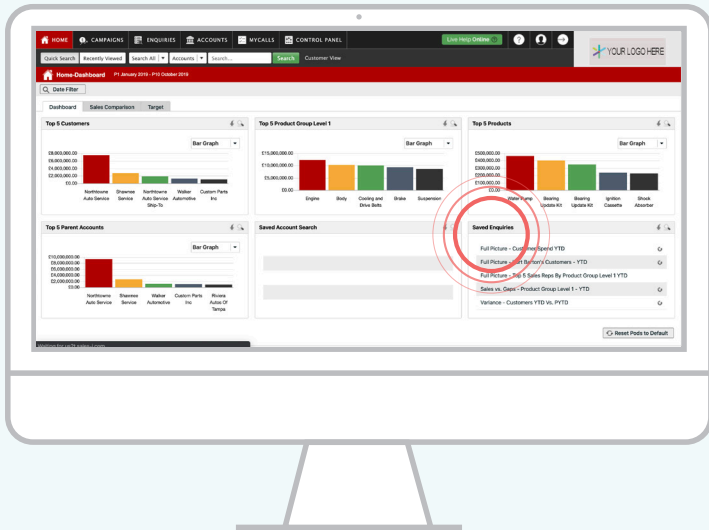 HOME CAMPAIGNS ENQUIRIES ACCOUNTS MYCALLS CONTROL PANEL Live Help Online
YOUR LOGO HERE
Quick Search Recently Viewed Search All Accounts Search... Search Customer View
Home-Dashboard P1 January 2019 - P10 October 2019
Date Filter
Dashboard Sales Comparison Target
Top 5 Customers
Bar Graph
£8,000,000.00
£6,000,000.00
£4,000,000.00
£2,000,000.00
£0.00
Northtowne Shawnee Northtowne Walker Custom Parts
Auto Service Service Auto Service Automotive Inc
Ship-To
Top 5 Product Group Level 1
Bar Graph
£15,000,000.00
£10,000,000.00
£5,000,000.00
£0.00
Engine Body Cooling and Brake Suspension
Drive Belts
Top 5 Products
Bar Graph
£500,000.00
£400,000.00
£300,000.00
£200,000.00
£100,000.00
£0.00
Water Pump Bearing Bearing Ignition Shock
Update Kit Update Kit Cassette Absorber
Top 5 Parent Accounts
Bar Graph
£10,000,000.00
£8,000,000.00
£6,000,000.00
£4,000,000.00
£2,000,000.00
£0.00
Northtowne Shawnee Walker Custom Parts Riviera
Auto Service Service Automotive Inc Autos Of
Tampa
Saved Account Search
Saved Enquiries
Full Picture - Customer Spend YTD
Full Picture - Burt Barton's Customers - YTD
Full Picture - Top 5 Sales Reps By Product Group Level 1 YTD
Sales vs. Gaps - Product Group Level 1 - YTD
Variance - Customers YTD Vs. PYTD
Reset Pods to Default